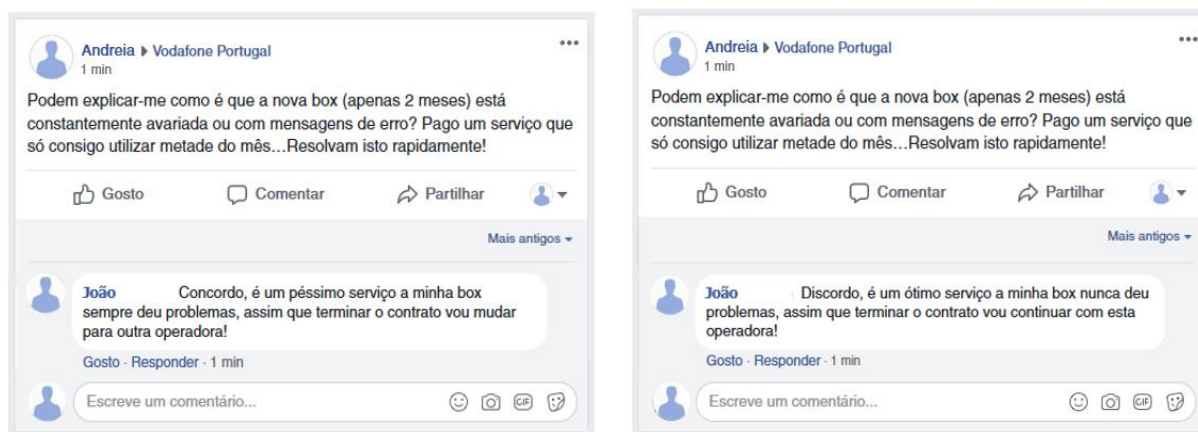 Andreia ▶ Vodafone Portugal
1 min
Podem explicar-me como é que a nova box (apenas 2 meses) está
constantemente avariada ou com mensagens de erro? Pago um serviço que
só consigo utilizar metade do mês...Resolvam isto rapidamente!
Gosto Comentar Partilhar
Mais antigos
João Concordo, é um péssimo serviço a minha box
sempre deu problemas, assim que terminar o contrato vou mudar
para outra operadora!
Gosto · Responder · 1 min
Escreve um comentário... GIF
Andreia ▶ Vodafone Portugal
1 min
Podem explicar-me como é que a nova box (apenas 2 meses) está
constantemente avariada ou com mensagens de erro? Pago um serviço que
só consigo utilizar metade do mês...Resolvam isto rapidamente!
Gosto Comentar Partilhar
Mais antigos
João Discordo, é um ótimo serviço a minha box nunca deu
problemas, assim que terminar o contrato vou continuar com esta
operadora!
Gosto · Responder · 1 min
Escreve um comentário... GIF